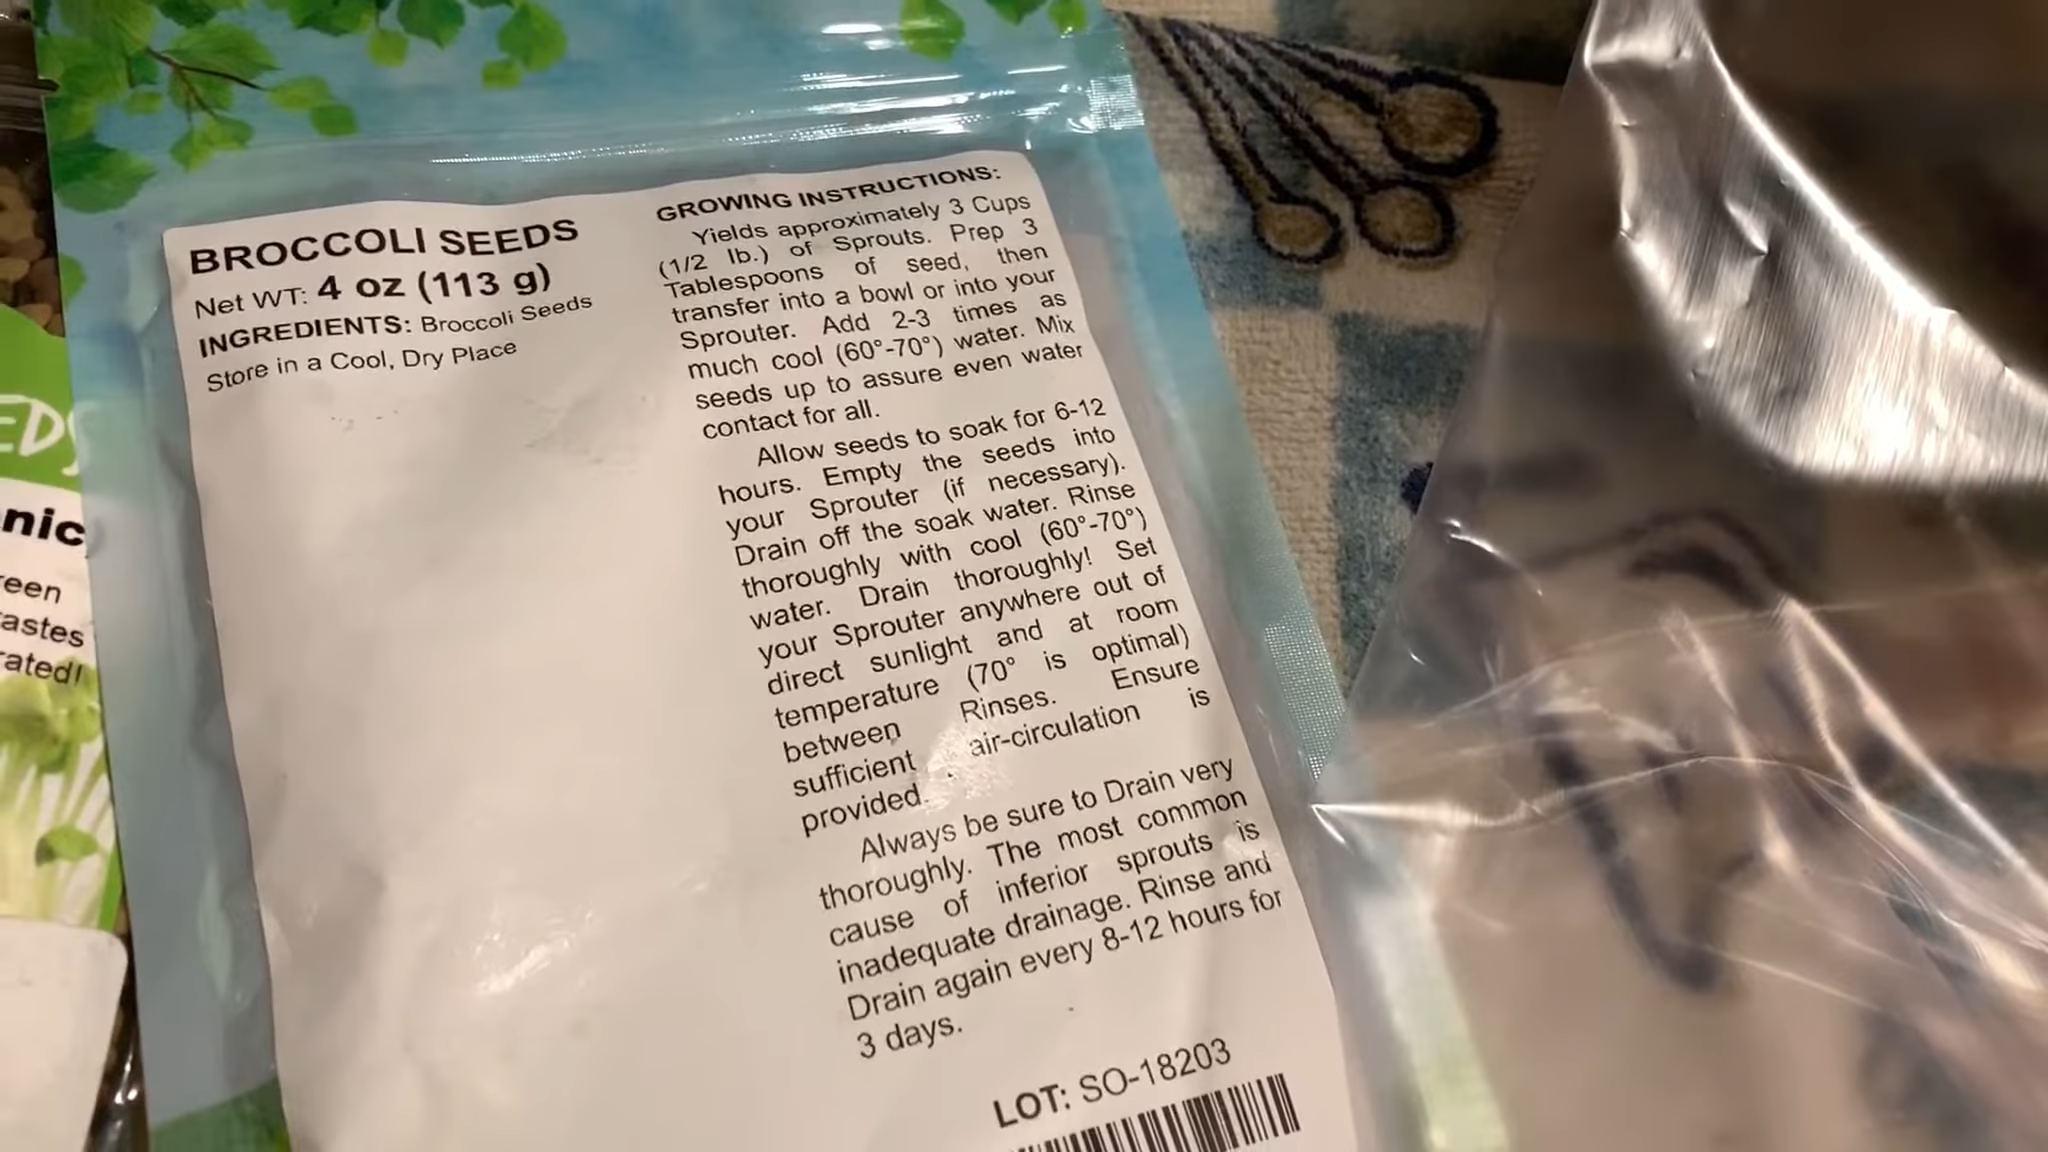 BROCCOLI SEEDS
Net WT: 4 oz (113 g)
INGREDIENTS: Broccoli Seeds
Store in a Cool, Dry Place
GROWING INSTRUCTIONS:
Yields approximately 3 Cups
(1/2 lb.) of Sprouts. Prep 3
Tablespoons of seed, then
transfer into a bowl or into your
Sprouter. Add 2-3 times as
much cool (60°-70°) water. Mix
seeds up to assure even water
contact for all.
Allow seeds to soak for 6-12
hours. Empty the seeds into
your Sprouter (if necessary).
Drain off the soak water. Rinse
thoroughly with cool (60°-70°)
water. Drain thoroughly! Set
your Sprouter anywhere out of
direct sunlight and at room
temperature (70° is optimal)
between Rinses. Ensure
sufficient air-circulation is
provided.
Always be sure to Drain very
thoroughly. The most common
cause of inferior sprouts is
inadequate drainage. Rinse and
Drain again every 8-12 hours for
3 days.
LOT: SO-18203
EDS
nic
reen
tastes
rated!